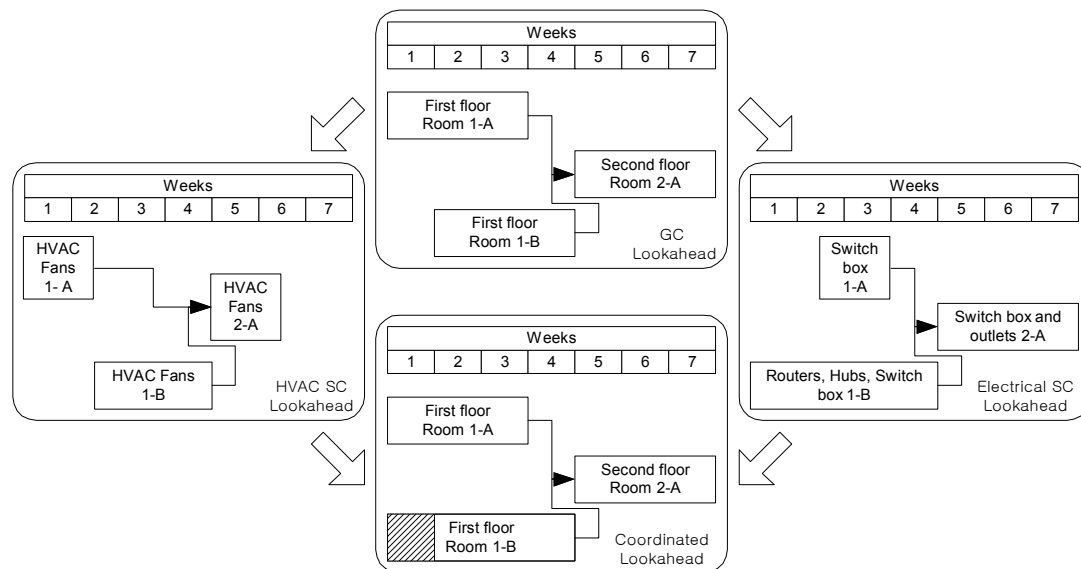 Weeks
1 2 3 4 5 6 7
First floor
Room 1-A
Second floor
Room 2-A
First floor
Room 1-B
GC
Lookahead
Weeks
1 2 3 4 5 6 7
HVAC
Fans
1- A
HVAC
Fans
2-A
HVAC Fans
1-B
HVAC SC
Lookahead
Weeks
1 2 3 4 5 6 7
Switch
box
1-A
Switch box and
outlets 2-A
Routers, Hubs, Switch
box 1-B
Electrical SC
Lookahead
Weeks
1 2 3 4 5 6 7
First floor
Room 1-A
Second floor
Room 2-A
First floor
Room 1-B
Coordinated
Lookahead